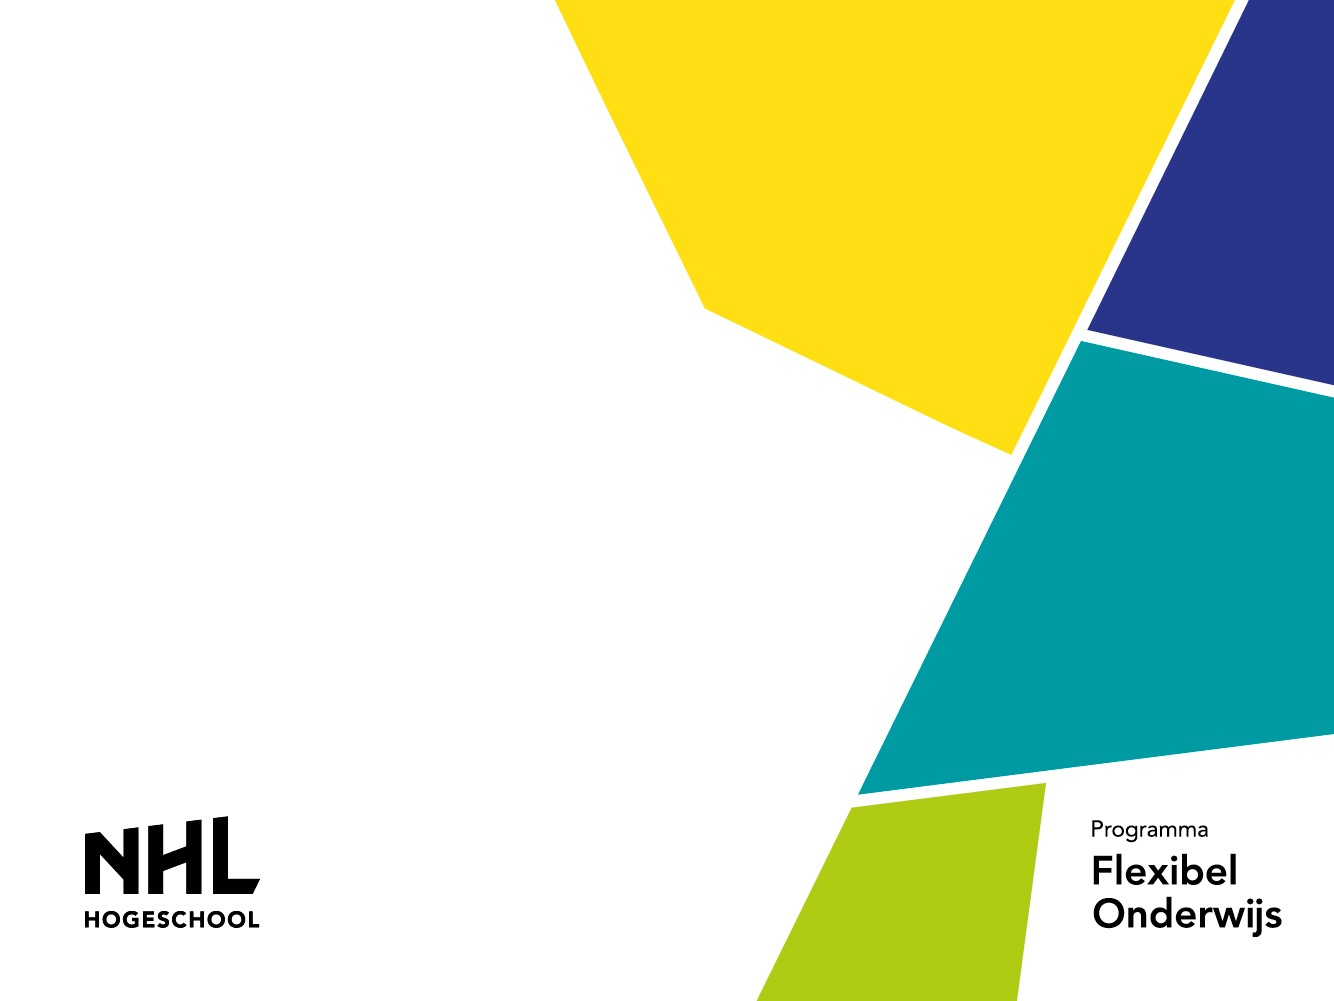 NHL
HOGESCHOOL
Programma
Flexibel
Onderwijs